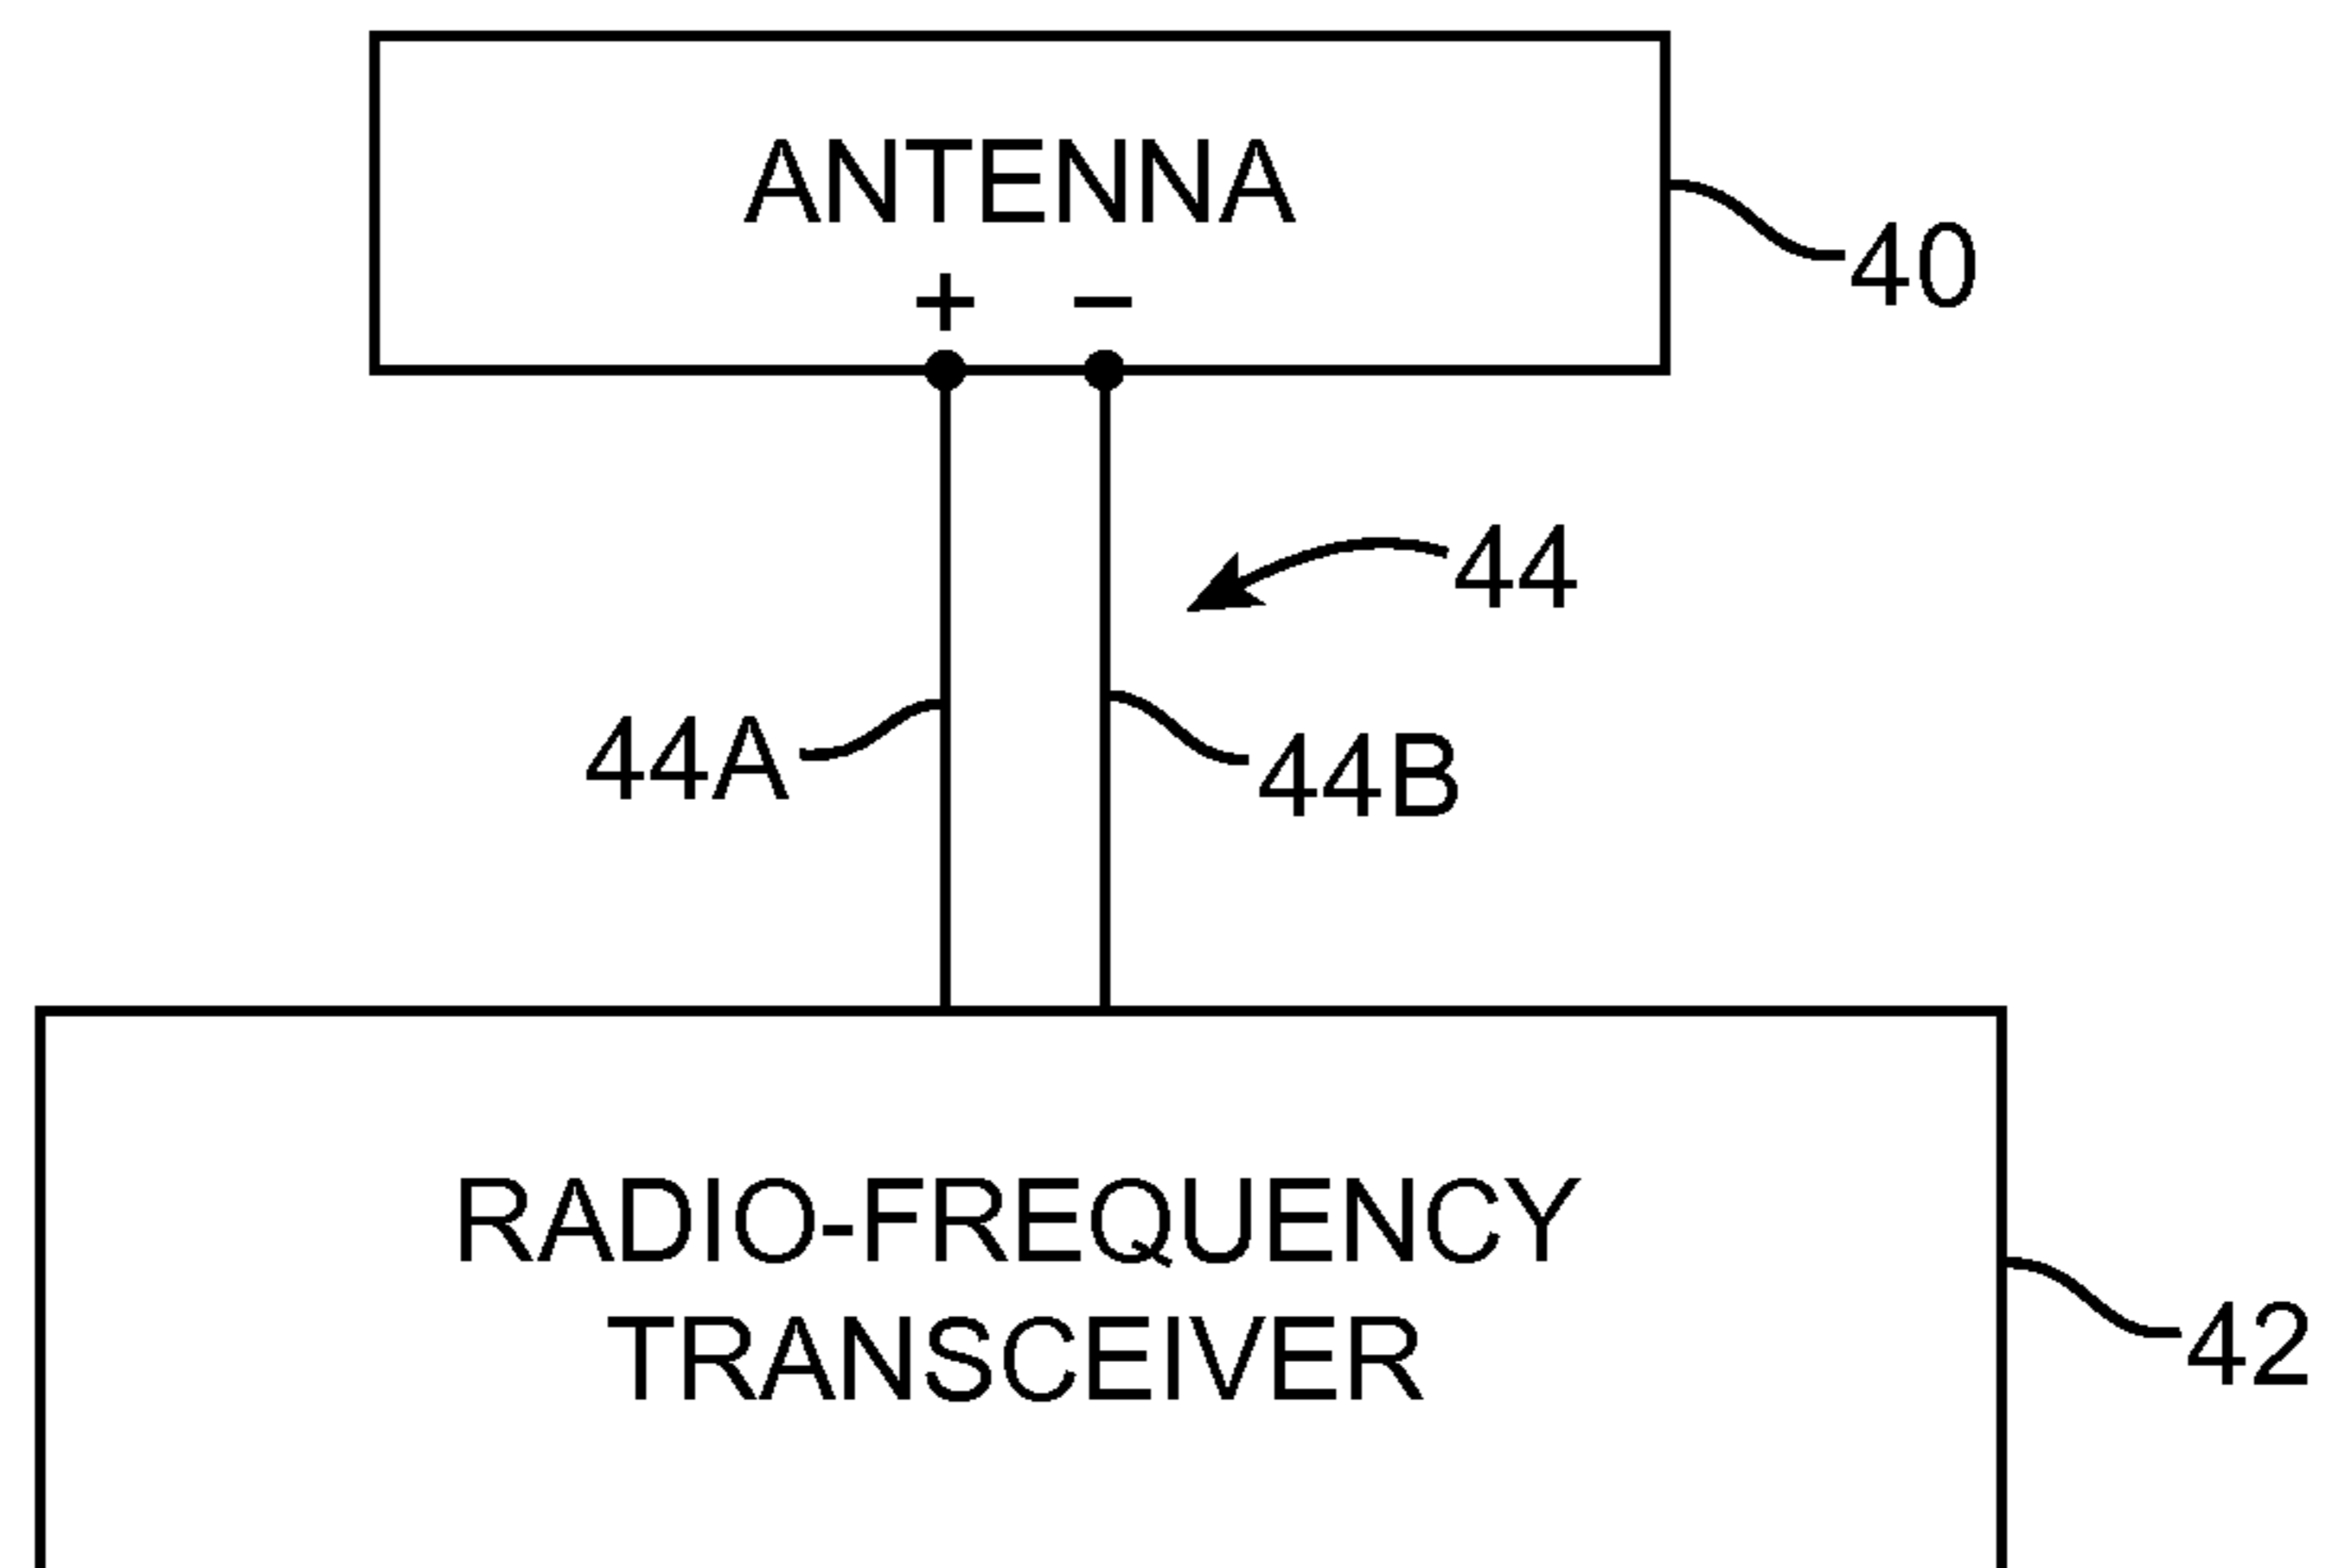 ANTENNA
+ −
40
44
44A
44B
RADIO-FREQUENCY
TRANSCEIVER
42